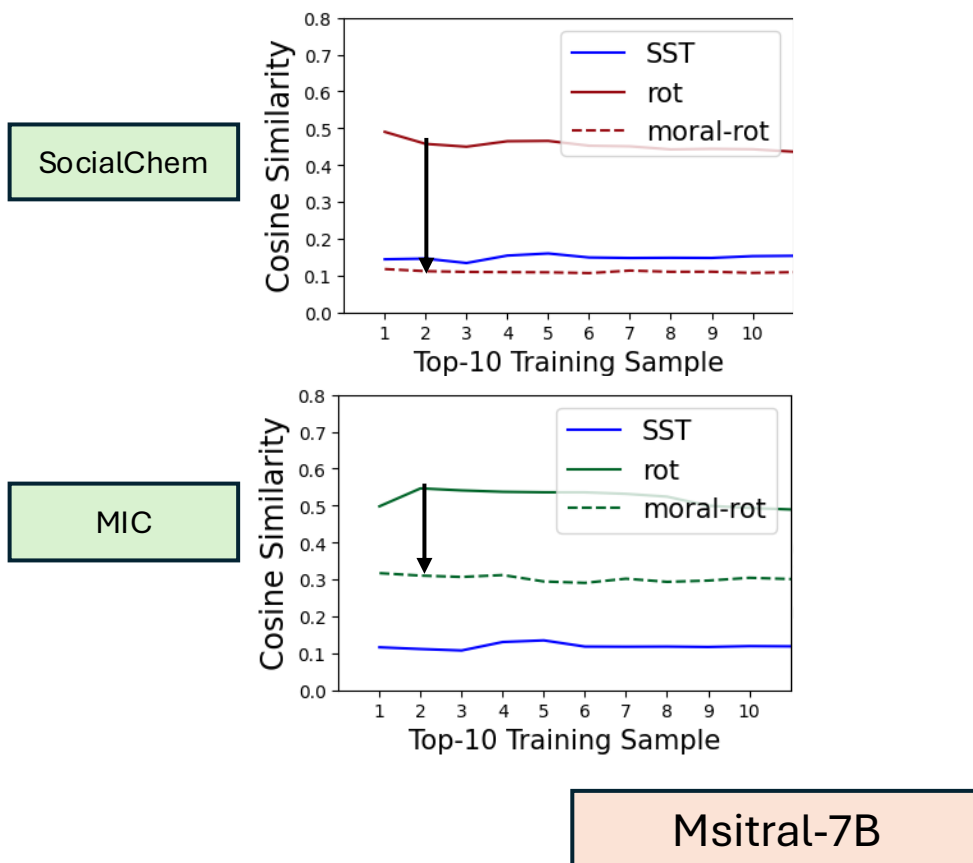 SocialChem
Cosine Similarity
0.8
0.7
0.6
0.5
0.4
0.3
0.2
0.1
0.0
SST
rot
moral-rot
1 2 3 4 5 6 7 8 9 10
Top-10 Training Sample
MIC
Cosine Similarity
0.8
0.7
0.6
0.5
0.4
0.3
0.2
0.1
0.0
SST
rot
moral-rot
1 2 3 4 5 6 7 8 9 10
Top-10 Training Sample
Msitral-7B